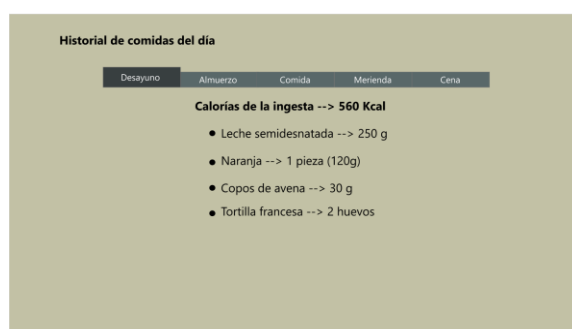 Historial de comidas del día
Desayuno Almuerzo Comida Merienda Cena
Calorías de la ingesta --> 560 Kcal
● Leche semidesnatada --> 250 g
● Naranja --> 1 pieza (120g)
● Copos de avena --> 30 g
● Tortilla francesa --> 2 huevos